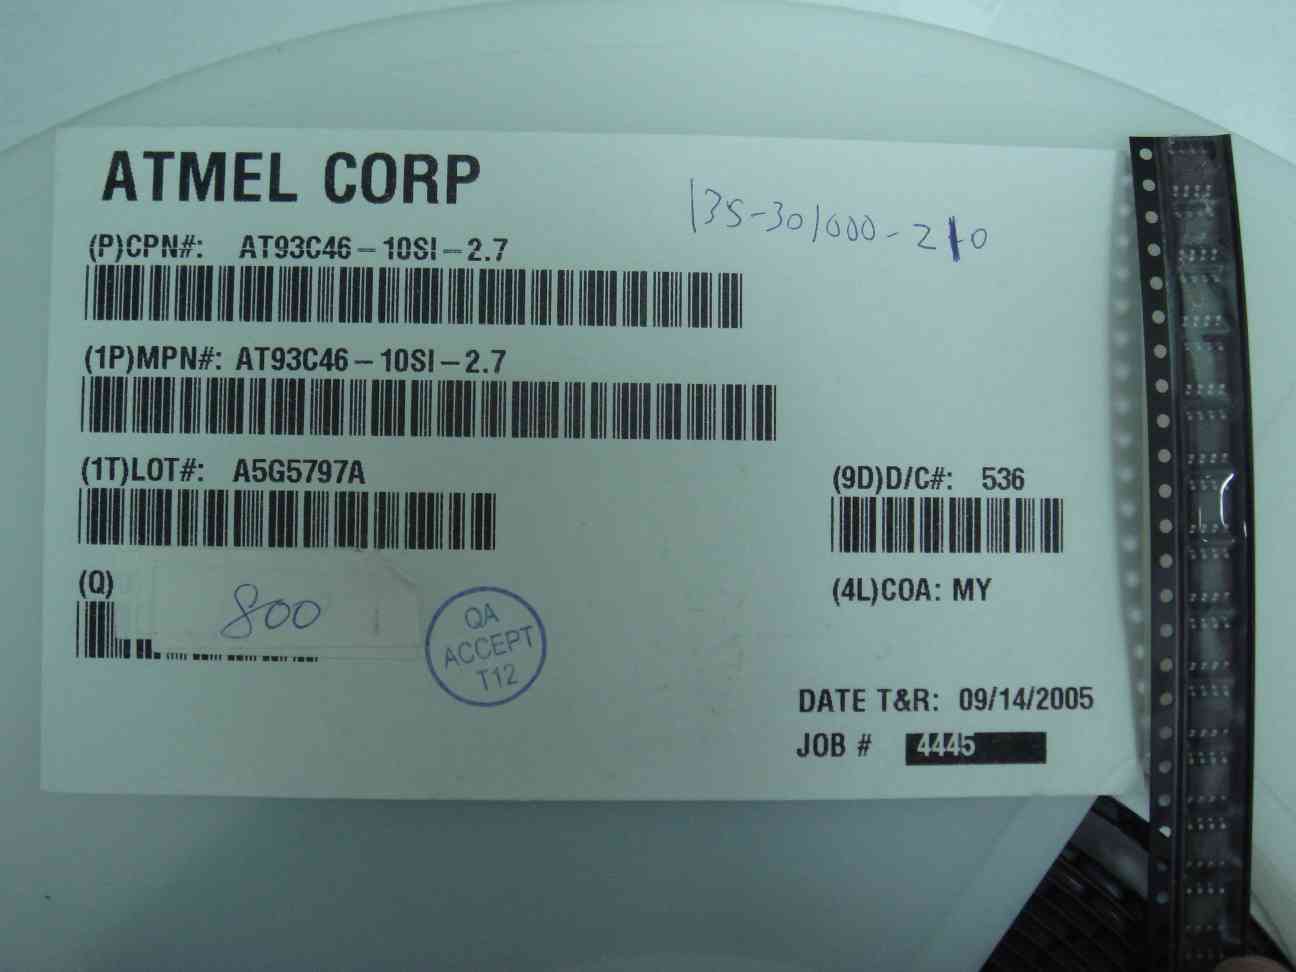 ATMEL CORP
135-301000-210
(P)CPN#: AT93C46-10SI-2.7
(1P)MPN#: AT93C46-10SI-2.7
(1T)LOT#: A5G5797A
(9D)D/C#: 536
(Q)
800
(4L)COA: MY
QA
ACCEPT
T12
DATE T&R: 09/14/2005
JOB # 4445